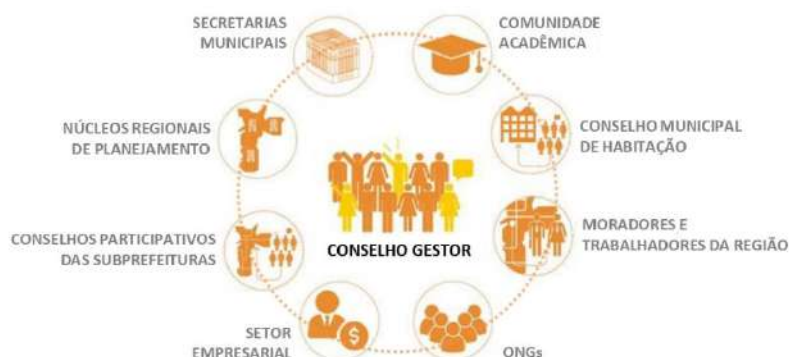 SECRETARIAS
MUNICIPAIS
COMUNIDADE
ACADÊMICA
NÚCLEOS REGIONAIS
DE PLANEJAMENTO
CONSELHO MUNICIPAL
DE HABITAÇÃO
CONSELHOS PARTICIPATIVOS
DAS SUBPREFEITURAS
CONSELHO GESTOR
MORADORES E
TRABALHADORES DA REGIÃO
SETOR
EMPRESARIAL
$
ONGs